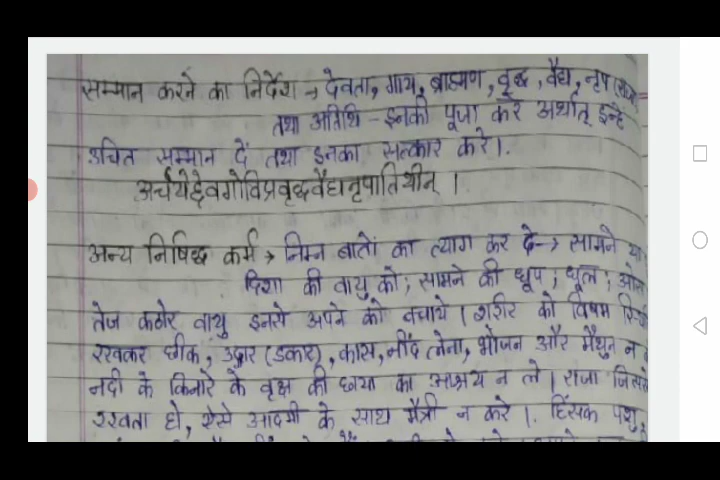 सम्मान करने का निर्देश → देवता, गाय, ब्राह्मण, वृद्ध, वैद्य, नृप
तथा अतिथि - इनकी पूजा करें अर्थात् इन्हें
उचित सम्मान दें तथा इनका सत्कार करें।
अर्चयेद्देवगोविप्रवृद्धवैद्यनृपातिथीन् ।
अन्य निषिद्ध कर्म → निम्न बातों का त्याग कर दें → सामने या
दिशा की वायु को; सामने की धूप; धूल; ओस
तेज कठोर वायु इनसे अपने को बचाये। शरीर को विषम
रखकर छींक, उद्गार (डकार), कास, नींद लेना, भोजन और मैथुन न
नदी के किनारे के वृक्ष की छाया का आश्रय न ले। राजा जिससे
रखता हो, ऐसे आदमी के साथ मैत्री न करे। हिंसक पशु,